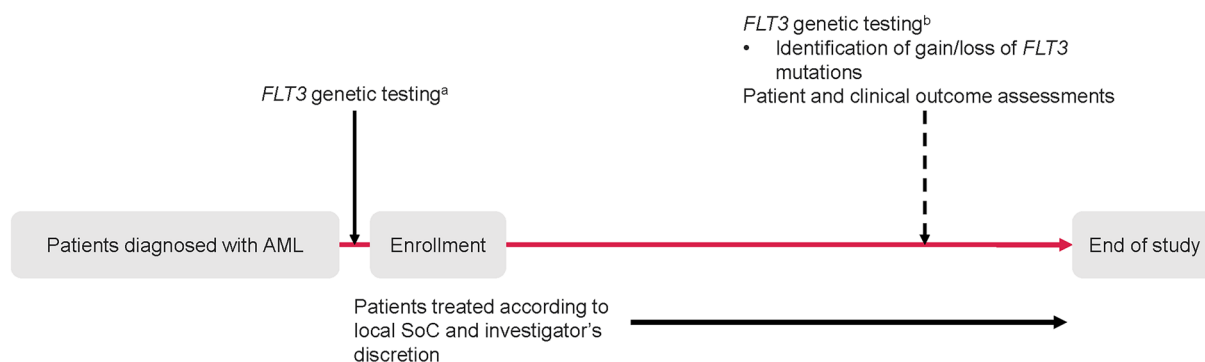 FLT3 genetic testingᵇ
• Identification of gain/loss of FLT3
mutations
Patient and clinical outcome assessments
FLT3 genetic testingᵃ
Patients diagnosed with AML
Enrollment
End of study
Patients treated according to
local SoC and investigator’s
discretion